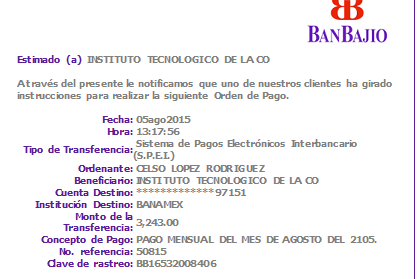 BANBAJIO
Estimado (a) INSTITUTO TECNOLOGICO DE LA CO
A través del presente le notificamos que uno de nuestros clientes ha girado
instrucciones para realizar la siguiente Orden de Pago.
Fecha: 05ago2015
Hora: 13:17:56
Tipo de Transferencia: Sistema de Pagos Electrónicos Interbancario
(S.P.E.I.)
Ordenante: CELSO LOPEZ RODRIGUEZ
Beneficiario: INSTITUTO TECNOLOGICO DE LA CO
Cuenta Destino: *************97151
Institución Destino: BANAMEX
Monto de la
Transferencia: 3,243.00
Concepto de Pago: PAGO MENSUAL DEL MES DE AGOSTO DEL 2105.
No. referencia: 50815
Clave de rastreo: BB16532008406